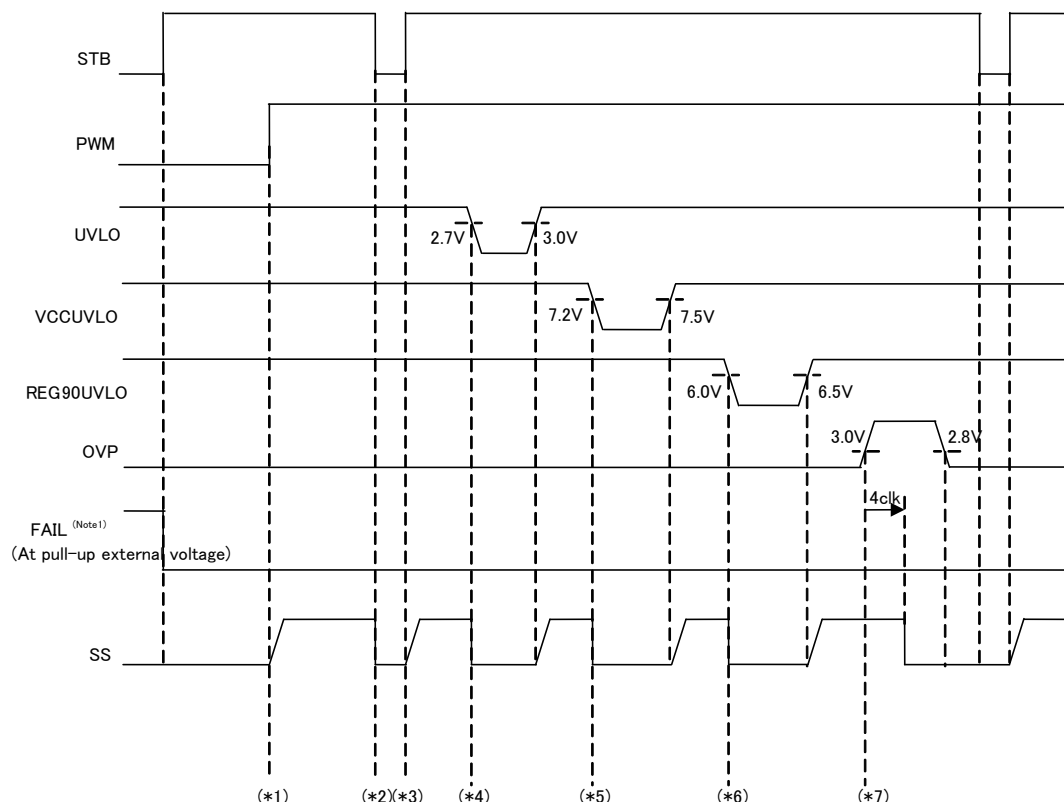 STB
PWM
UVLO
2.7V
3.0V
VCCUVLO
7.2V
7.5V
REG90UVLO
6.0V
6.5V
OVP
3.0V
2.8V
4clk
FAIL (Note1)
(At pull-up external voltage)
SS
(*1) (*2)(*3) (*4) (*5) (*6) (*7)